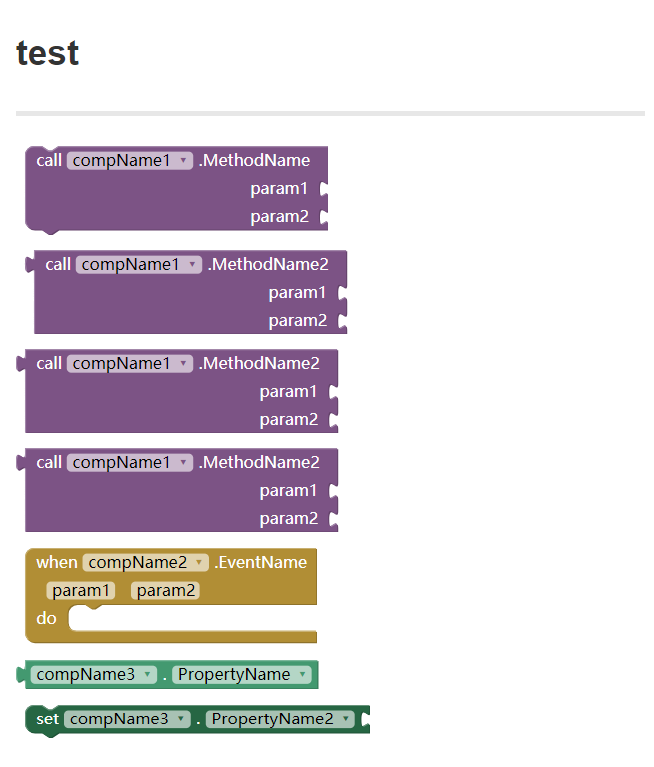 test
call compName1 .MethodName
param1
param2
call compName1 .MethodName2
param1
param2
call compName1 .MethodName2
param1
param2
call compName1 .MethodName2
param1
param2
when compName2 .EventName
param1 param2
do
compName3 . PropertyName
set compName3 . PropertyName2